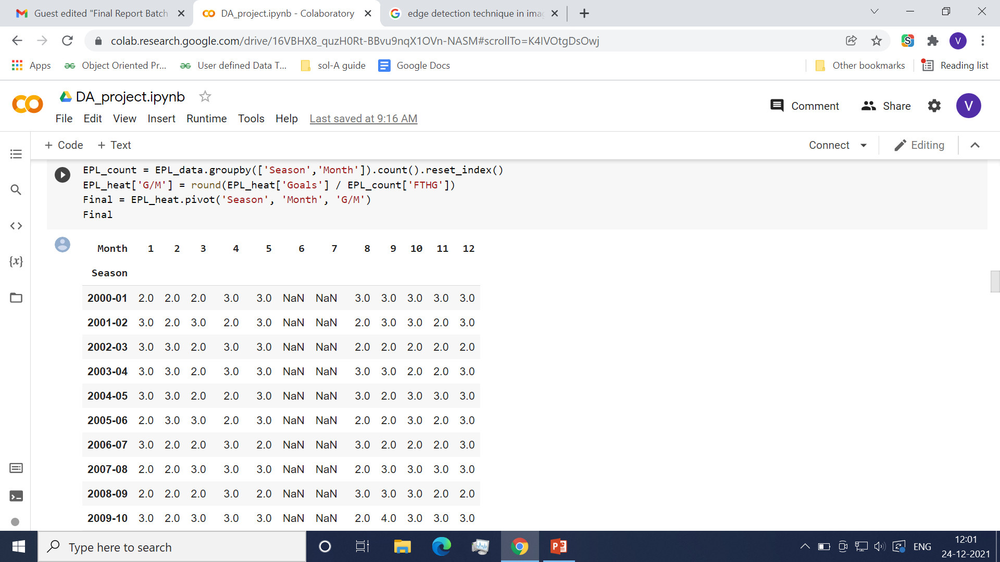 Guest edited "Final Report Batch
DA_project.ipynb - Colaboratory
edge detection technique in imag
colab.research.google.com/drive/16VBHX8_quzH0Rt-BBvu9nqX1OVn-NASM#scrollTo=K4lVOtgDsOwj
Apps
Object Oriented Pr...
User defined Data T...
sol-A guide
Google Docs
Other bookmarks
Reading list
DA_project.ipynb
Comment
Share
V
File Edit View Insert Runtime Tools Help Last saved at 9:16 AM
+ Code + Text
Connect
Editing
EPL_count = EPL_data.groupby(['Season','Month']).count().reset_index()
EPL_heat['G/M'] = round(EPL_heat['Goals'] / EPL_count['FTHG'])
Final = EPL_heat.pivot('Season', 'Month', 'G/M')
Final
Month 1 2 3 4 5 6 7 8 9 10 11 12
Season
2000-01 2.0 2.0 2.0 3.0 3.0 NaN NaN 3.0 3.0 3.0 3.0 3.0
2001-02 3.0 2.0 3.0 2.0 3.0 NaN NaN 2.0 3.0 3.0 2.0 3.0
2002-03 3.0 3.0 2.0 3.0 3.0 NaN NaN 2.0 2.0 2.0 2.0 2.0
2003-04 3.0 3.0 2.0 3.0 3.0 NaN NaN 3.0 3.0 2.0 2.0 3.0
2004-05 3.0 3.0 2.0 2.0 3.0 NaN NaN 3.0 2.0 3.0 3.0 3.0
2005-06 2.0 3.0 3.0 2.0 3.0 NaN NaN 2.0 2.0 3.0 2.0 3.0
2006-07 3.0 2.0 2.0 3.0 2.0 NaN NaN 3.0 2.0 2.0 2.0 3.0
2007-08 2.0 2.0 3.0 3.0 3.0 NaN NaN 2.0 3.0 3.0 3.0 3.0
2008-09 2.0 2.0 2.0 3.0 2.0 NaN NaN 3.0 3.0 3.0 2.0 2.0
2009-10 3.0 2.0 3.0 3.0 3.0 NaN NaN 2.0 4.0 3.0 3.0 3.0
Type here to search
ENG
12:01
24-12-2021